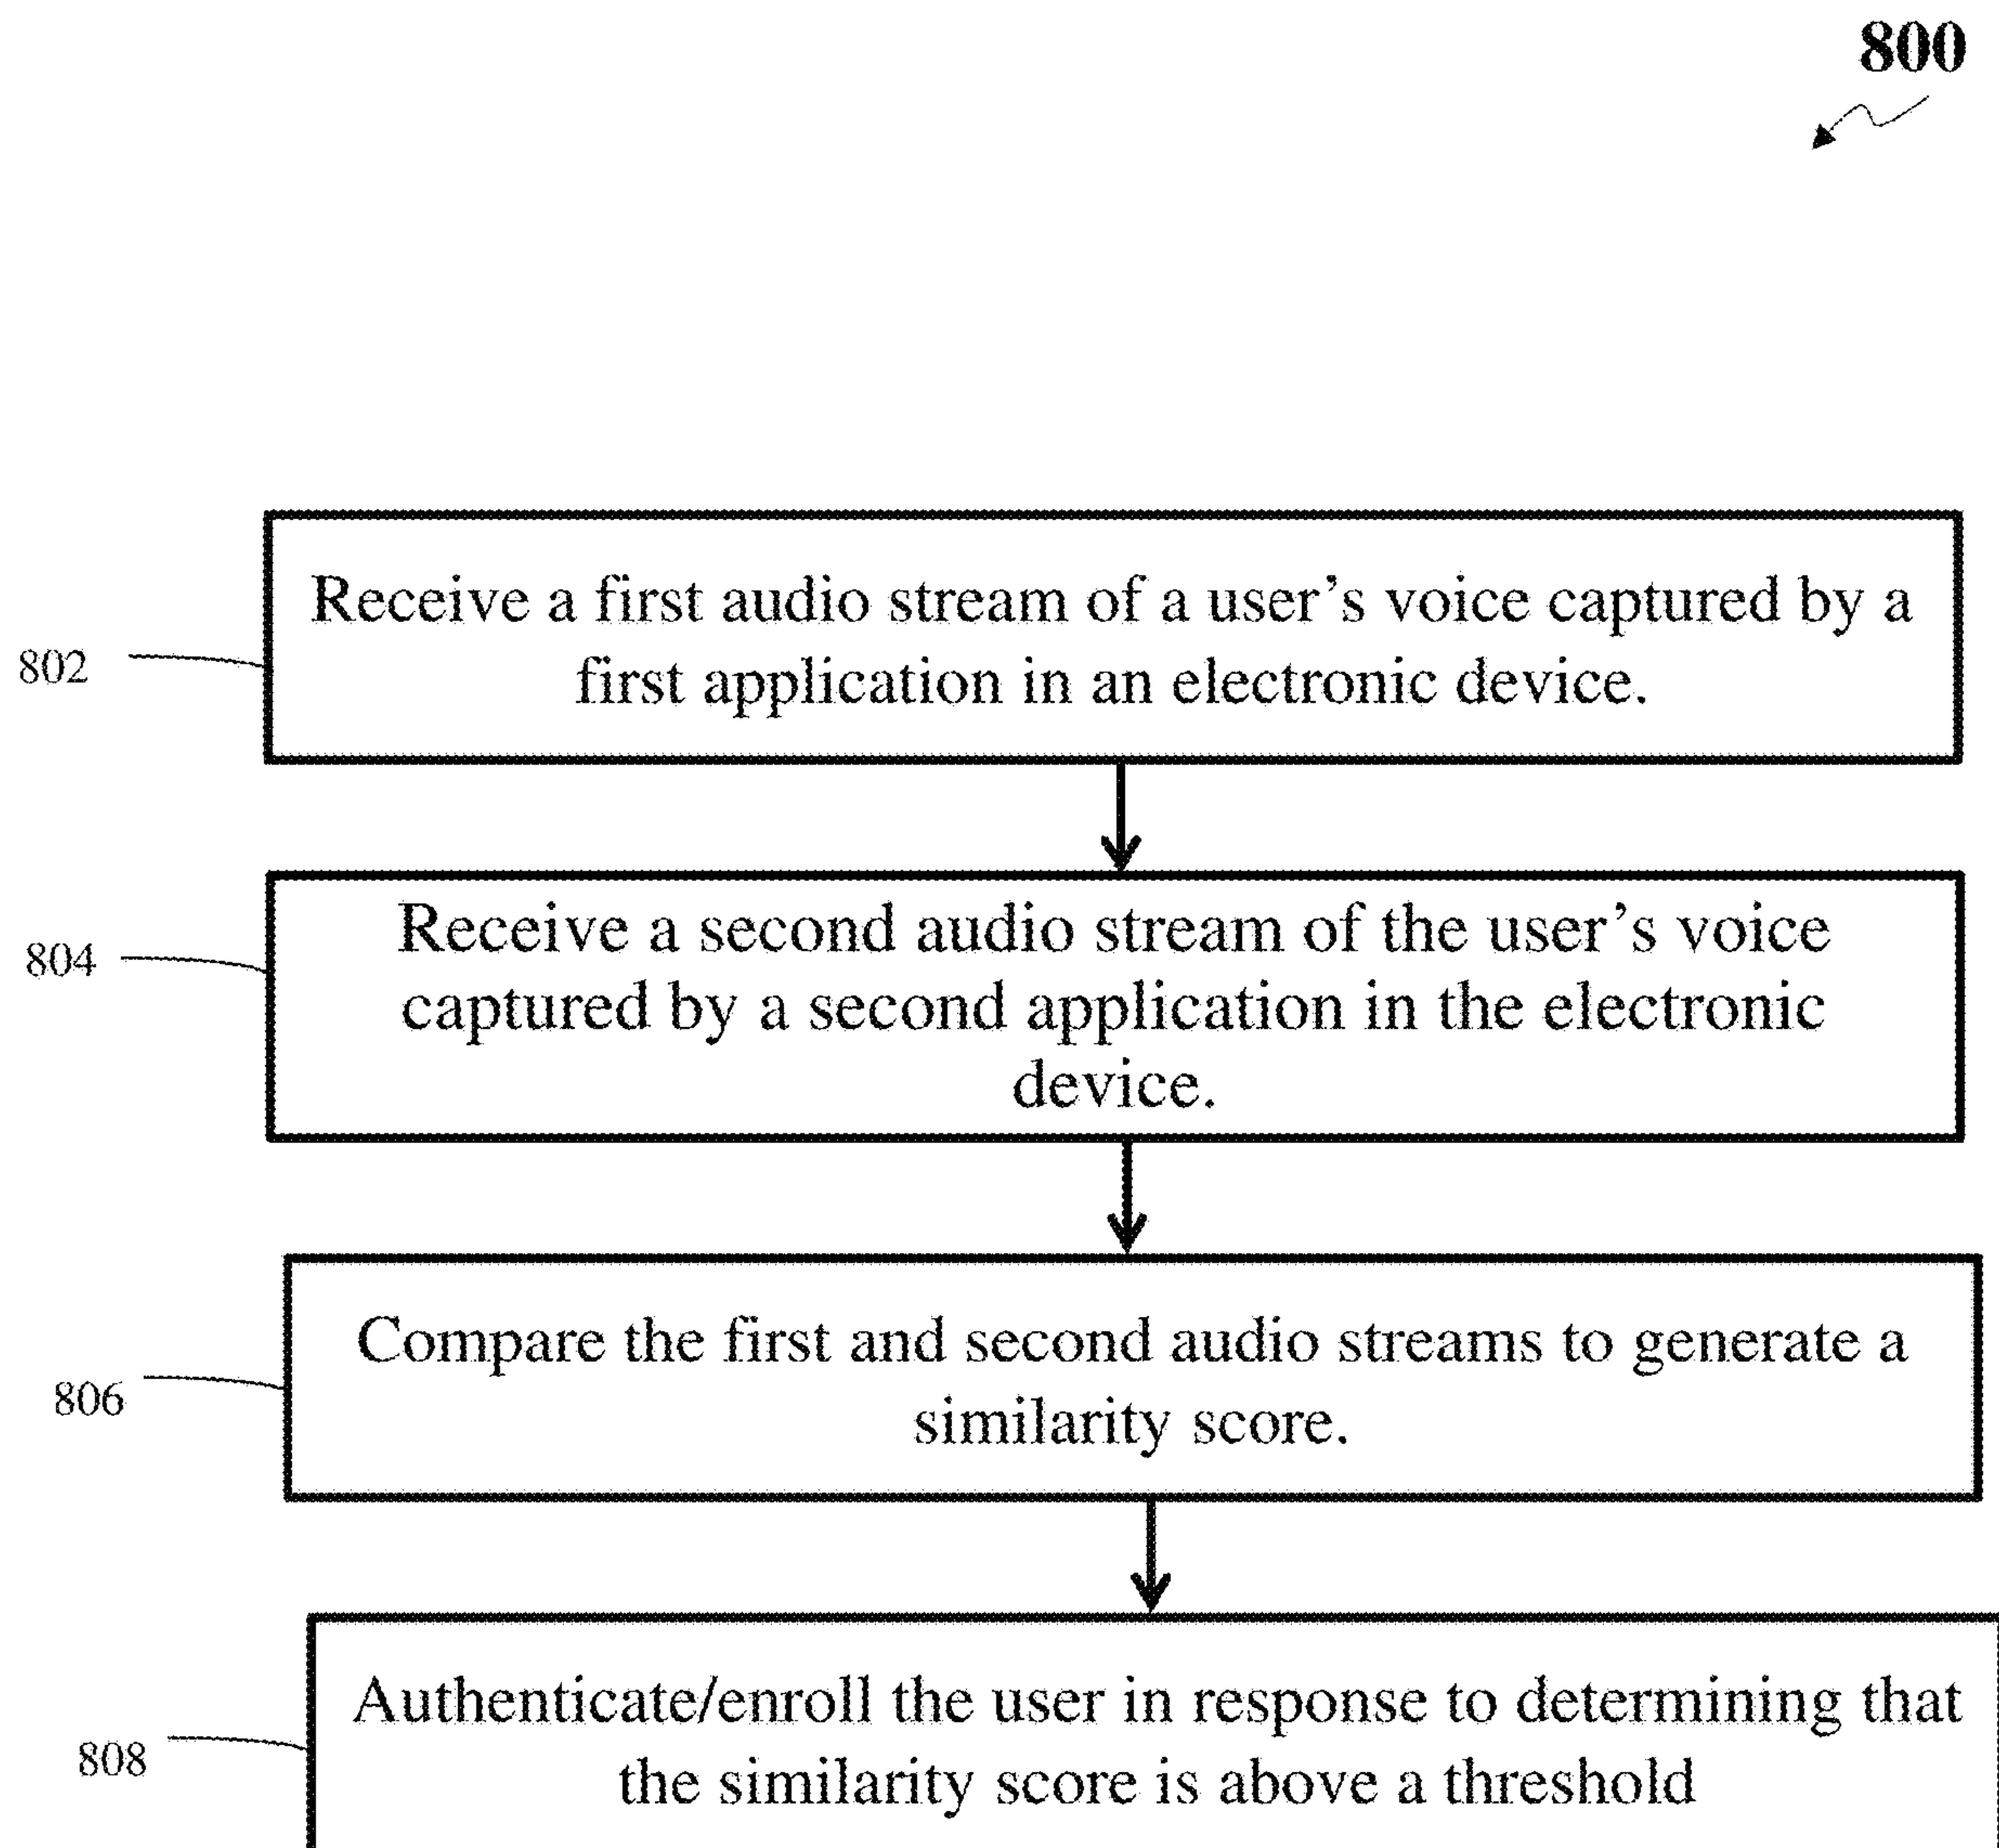 800
802
Receive a first audio stream of a user’s voice captured by a
first application in an electronic device.
804
Receive a second audio stream of the user’s voice
captured by a second application in the electronic
device.
806
Compare the first and second audio streams to generate a
similarity score.
808
Authenticate/enroll the user in response to determining that
the similarity score is above a threshold